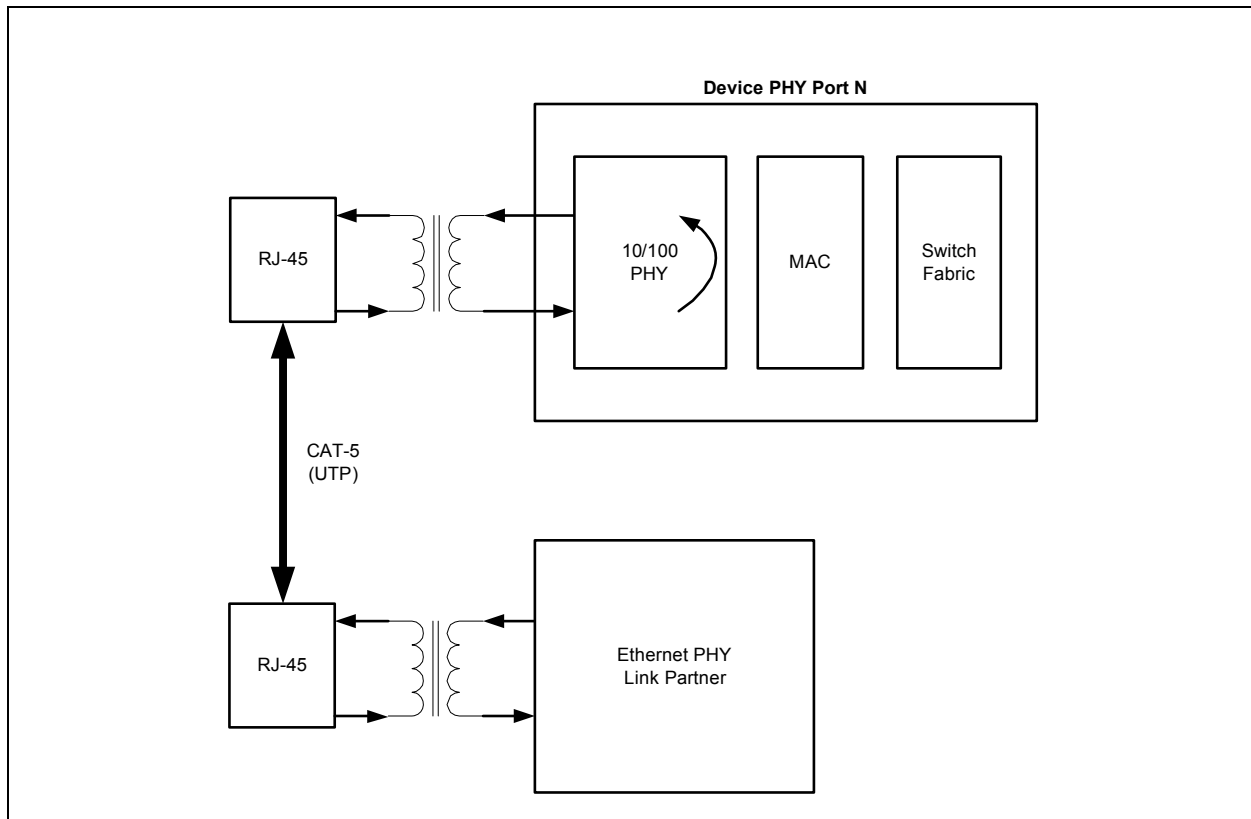 Device PHY Port N
RJ-45
10/100
PHY
MAC
Switch
Fabric
CAT-5
(UTP)
RJ-45
Ethernet PHY
Link Partner